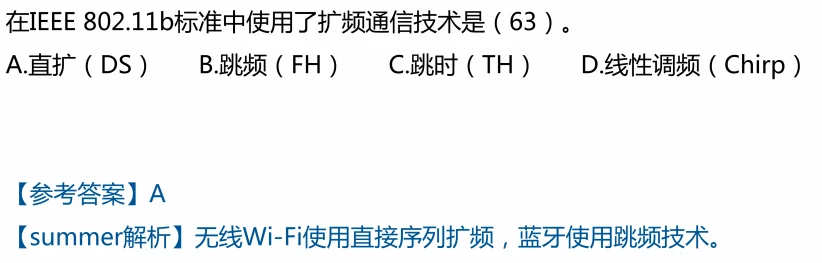 在IEEE 802.11b标准中使用了扩频通信技术是（63）。
A.直扩（DS） B.跳频（FH） C.跳时（TH） D.线性调频（Chirp）
【参考答案】A
【summer解析】无线Wi-Fi使用直接序列扩频，蓝牙使用跳频技术。